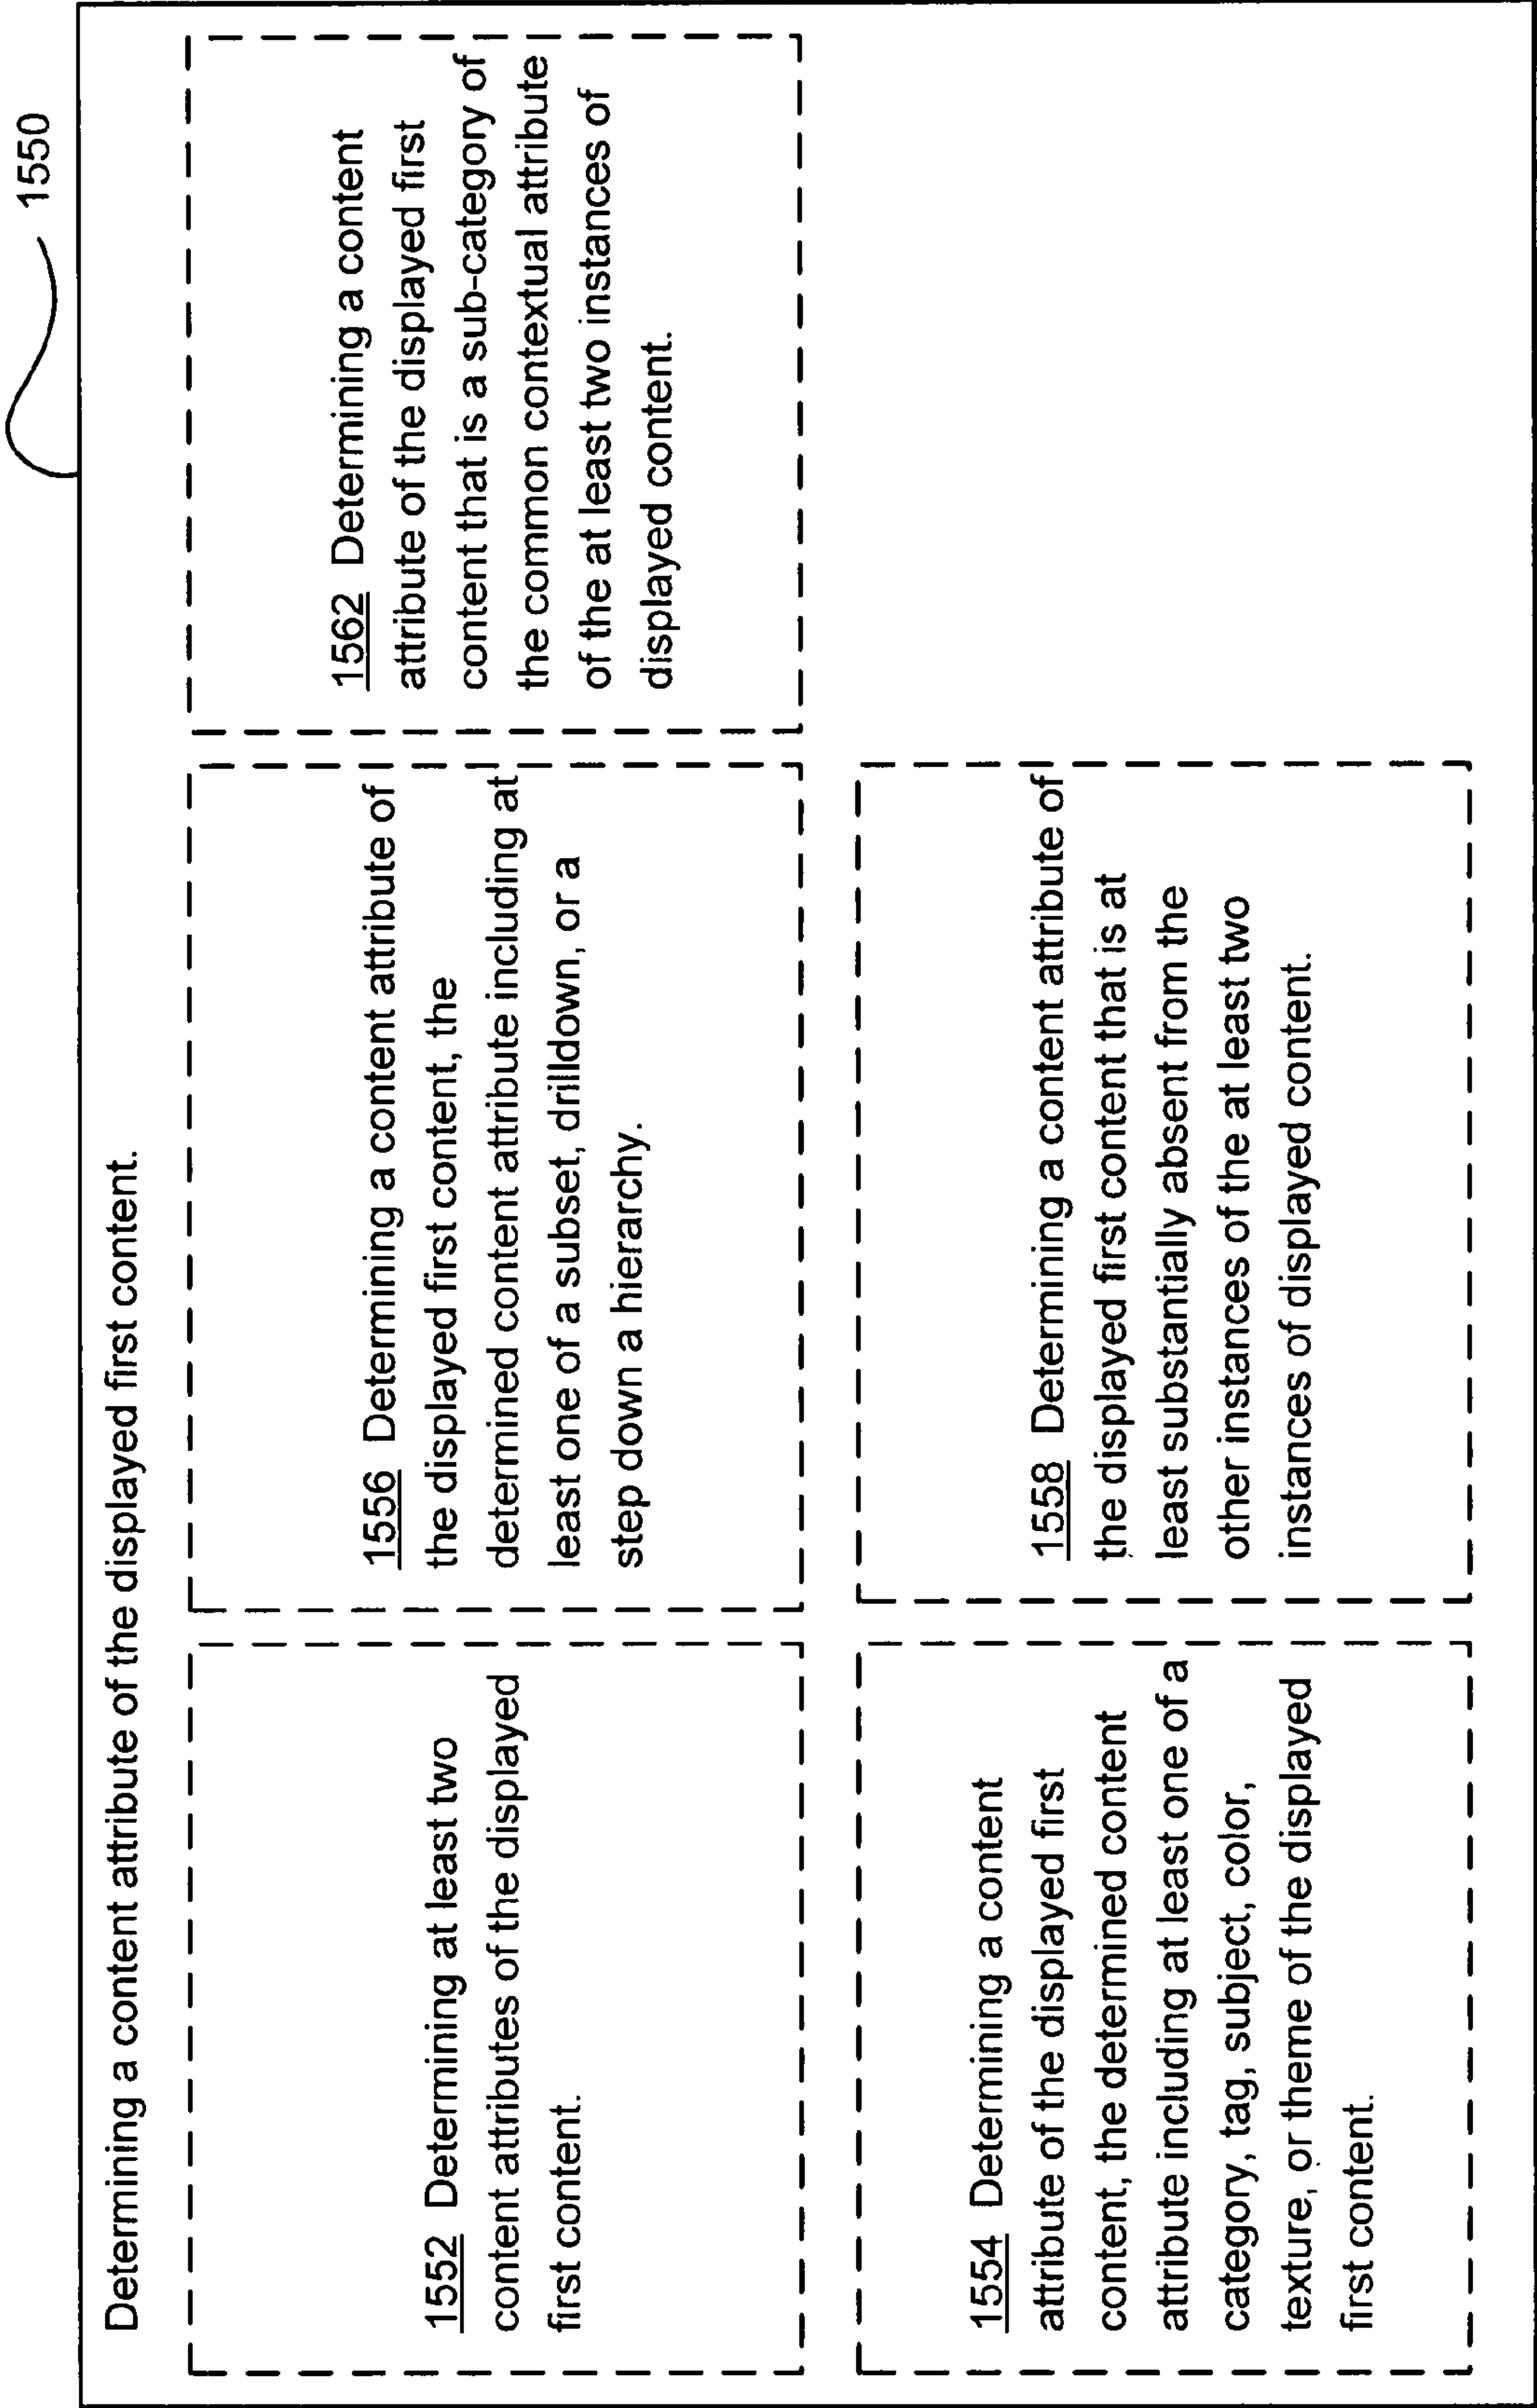 1550
Determining a content attribute of the displayed first content.
1552 Determining at least two
content attributes of the displayed
first content.
1554 Determining a content
attribute of the displayed first
content, the determined content
attribute including at least one of a
category, tag, subject, color,
texture, or theme of the displayed
first content.
1556 Determining a content attribute of
the displayed first content, the
determined content attribute including at
least one of a subset, drilldown, or a
step down a hierarchy.
1558 Determining a content attribute of
the displayed first content that is at
least substantially absent from the
other instances of the at least two
instances of displayed content.
1562 Determining a content
attribute of the displayed first
content that is a sub-category of
the common contextual attribute
of the at least two instances of
displayed content.